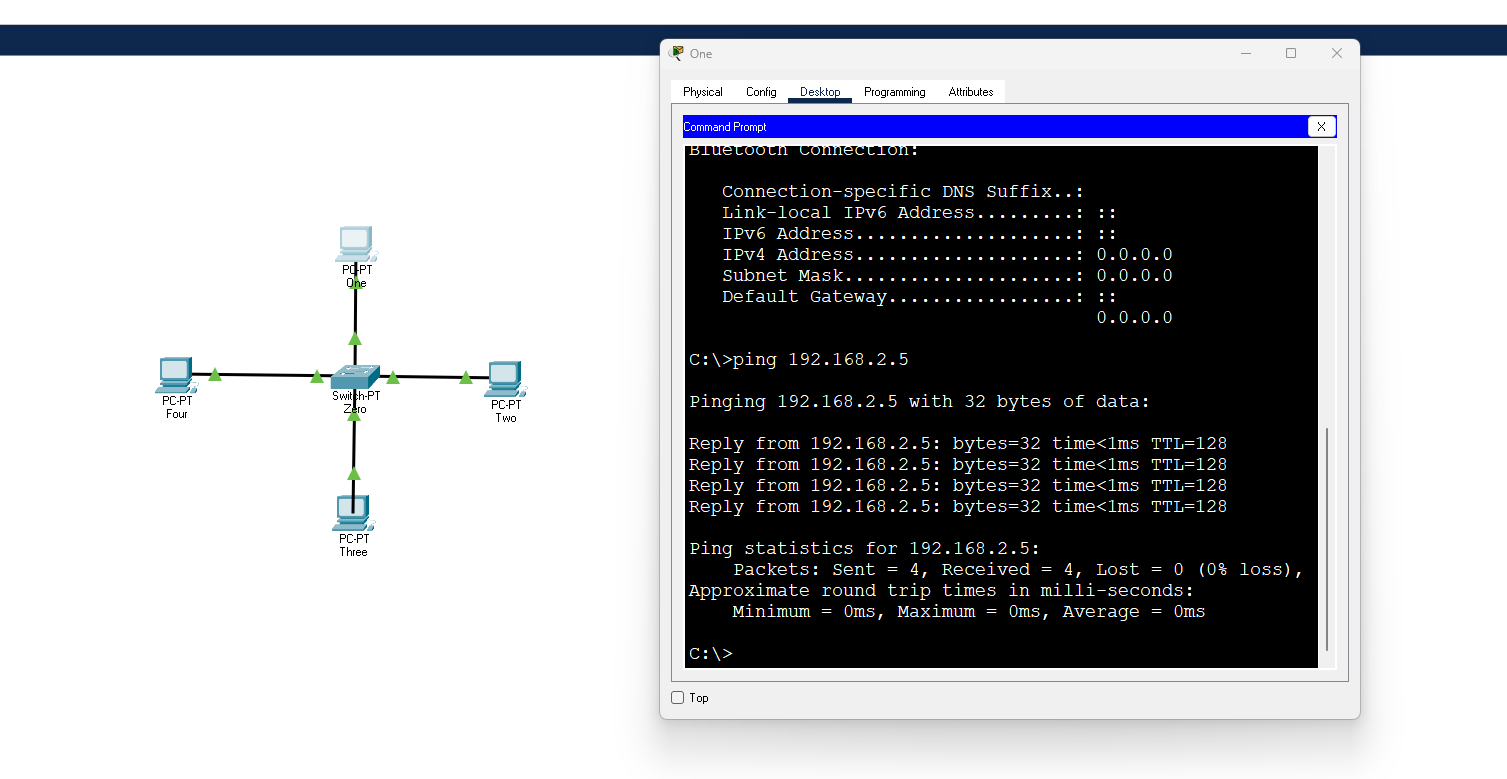 One
Physical Config Desktop Programming Attributes
Command Prompt X
Bluetooth Connection:
Connection-specific DNS Suffix..:
Link-local IPv6 Address.........: ::
IPv6 Address....................: ::
IPv4 Address....................: 0.0.0.0
Subnet Mask.....................: 0.0.0.0
Default Gateway.................: ::
0.0.0.0
C:\>ping 192.168.2.5
Pinging 192.168.2.5 with 32 bytes of data:
Reply from 192.168.2.5: bytes=32 time<1ms TTL=128
Reply from 192.168.2.5: bytes=32 time<1ms TTL=128
Reply from 192.168.2.5: bytes=32 time<1ms TTL=128
Reply from 192.168.2.5: bytes=32 time<1ms TTL=128
Ping statistics for 192.168.2.5:
Packets: Sent = 4, Received = 4, Lost = 0 (0% loss),
Approximate round trip times in milli-seconds:
Minimum = 0ms, Maximum = 0ms, Average = 0ms
C:\>
Top
PC-PT
One
PC-PT
Four
Switch-PT
Zero
PC-PT
Two
PC-PT
Three